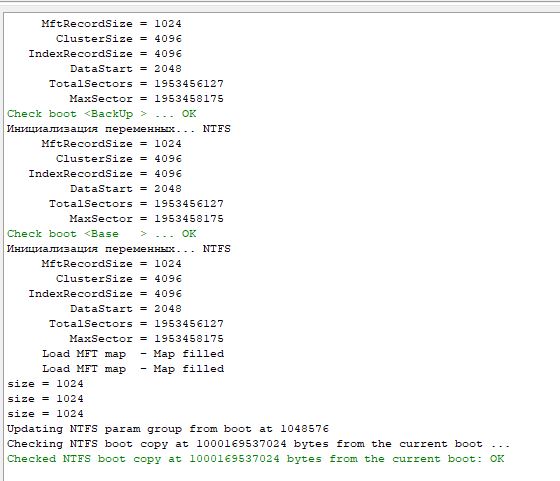 MftRecordSize = 1024
ClusterSize = 4096
IndexRecordSize = 4096
DataStart = 2048
TotalSectors = 1953456127
MaxSector = 1953458175
Check boot <BackUp > ... OK
Инициализация переменных... NTFS
MftRecordSize = 1024
ClusterSize = 4096
IndexRecordSize = 4096
DataStart = 2048
TotalSectors = 1953456127
MaxSector = 1953458175
Check boot <Base   > ... OK
Инициализация переменных... NTFS
MftRecordSize = 1024
ClusterSize = 4096
IndexRecordSize = 4096
DataStart = 2048
TotalSectors = 1953456127
MaxSector = 1953458175
Load MFT map  - Map filled
Load MFT map  - Map filled
size = 1024
size = 1024
size = 1024
Updating NTFS param group from boot at 1048576
Checking NTFS boot copy at 1000169537024 bytes from the current boot ...
Checked NTFS boot copy at 1000169537024 bytes from the current boot: OK